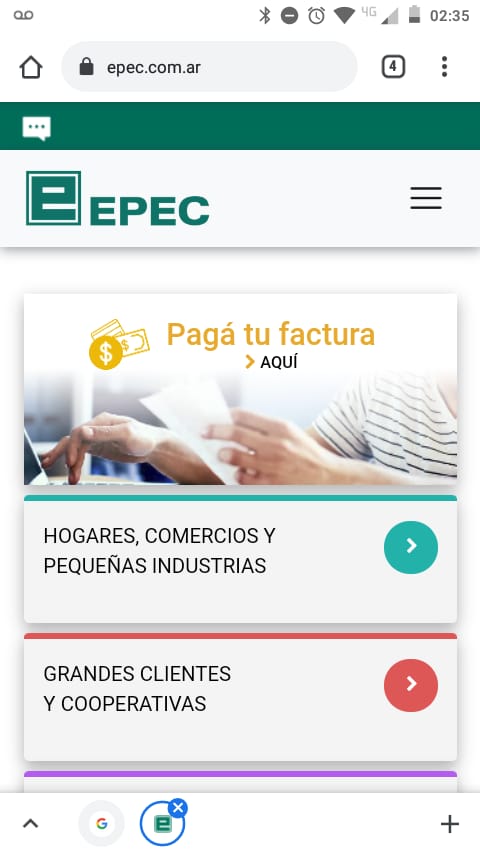 4G 02:35
epec.com.ar
4
EPEC
Pagá tu factura
AQUÍ
HOGARES, COMERCIOS Y
PEQUEÑAS INDUSTRIAS
GRANDES CLIENTES
Y COOPERATIVAS